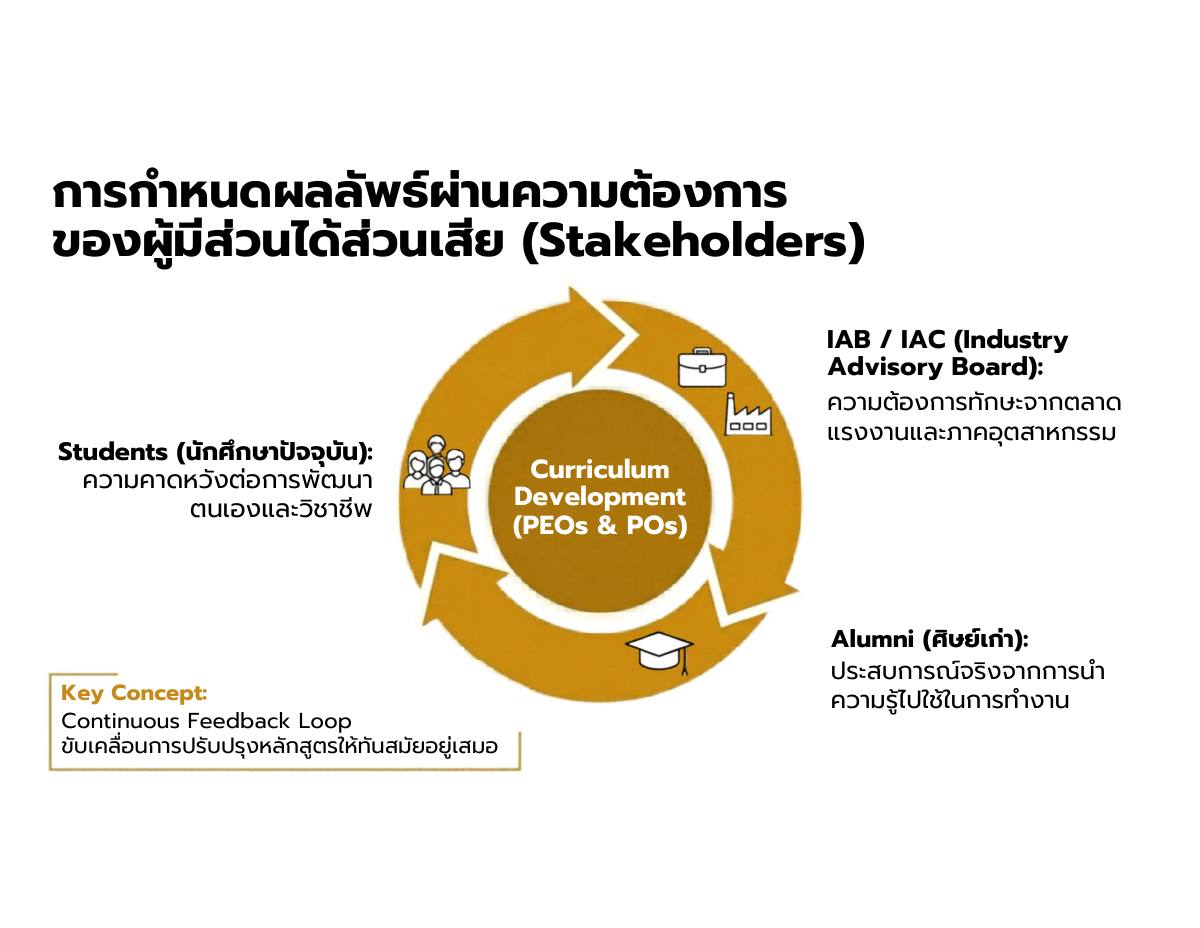 การกำหนดผลลัพธ์ผ่านความต้องการ
ของผู้มีส่วนได้ส่วนเสีย (Stakeholders)
IAB / IAC (Industry
Advisory Board):
ความต้องการทักษะจากตลาด
แรงงานและภาคอุตสาหกรรม
Students (นักศึกษาปัจจุบัน):
ความคาดหวังต่อการพัฒนา
ตนเองและวิชาชีพ
Curriculum
Development
(PEOs & POs)
Alumni (ศิษย์เก่า):
ประสบการณ์จริงจากการนำ
ความรู้ไปใช้ในการทำงาน
Key Concept:
Continuous Feedback Loop
ขับเคลื่อนการปรับปรุงหลักสูตรให้ทันสมัยอยู่เสมอ